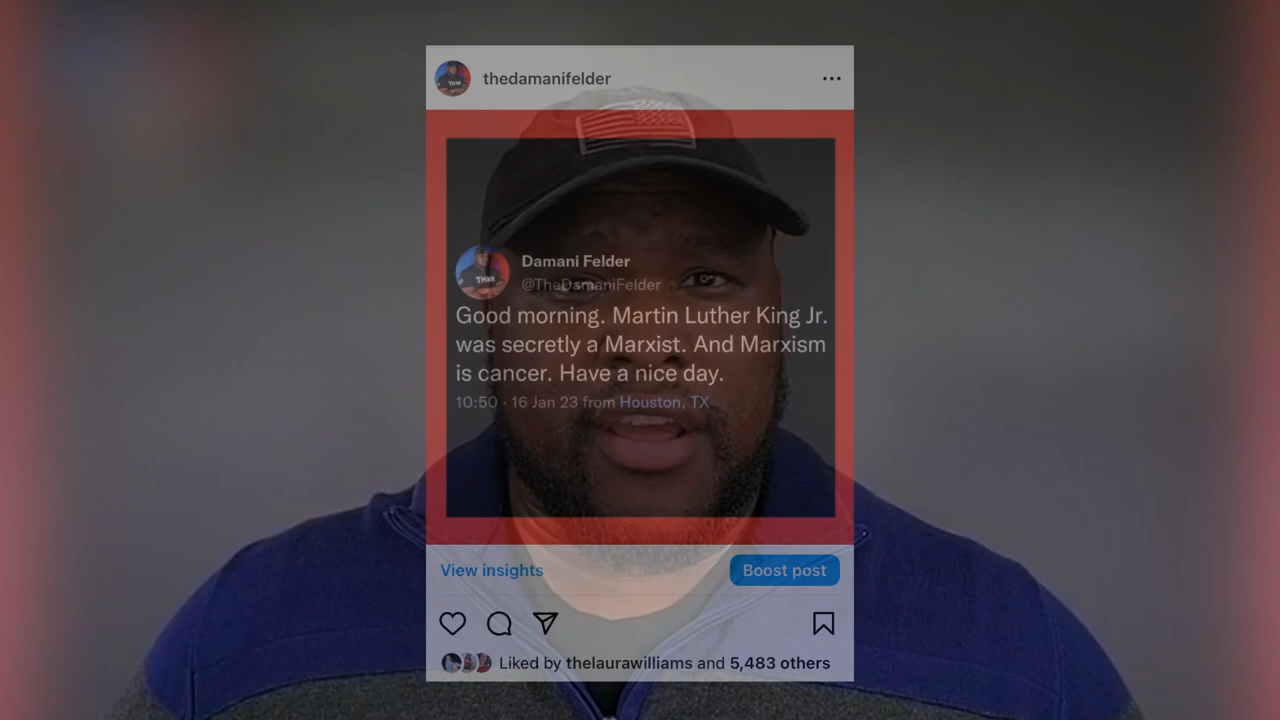 thedamanifelder
Damani Felder
@TheDamaniFelder
Good morning. Martin Luther King Jr.
was secretly a Marxist. And Marxism
is cancer. Have a nice day.
10:50 · 16 Jan 23 from Houston, TX
View insights
Boost post
Liked by thelaurawilliams and 5,483 others